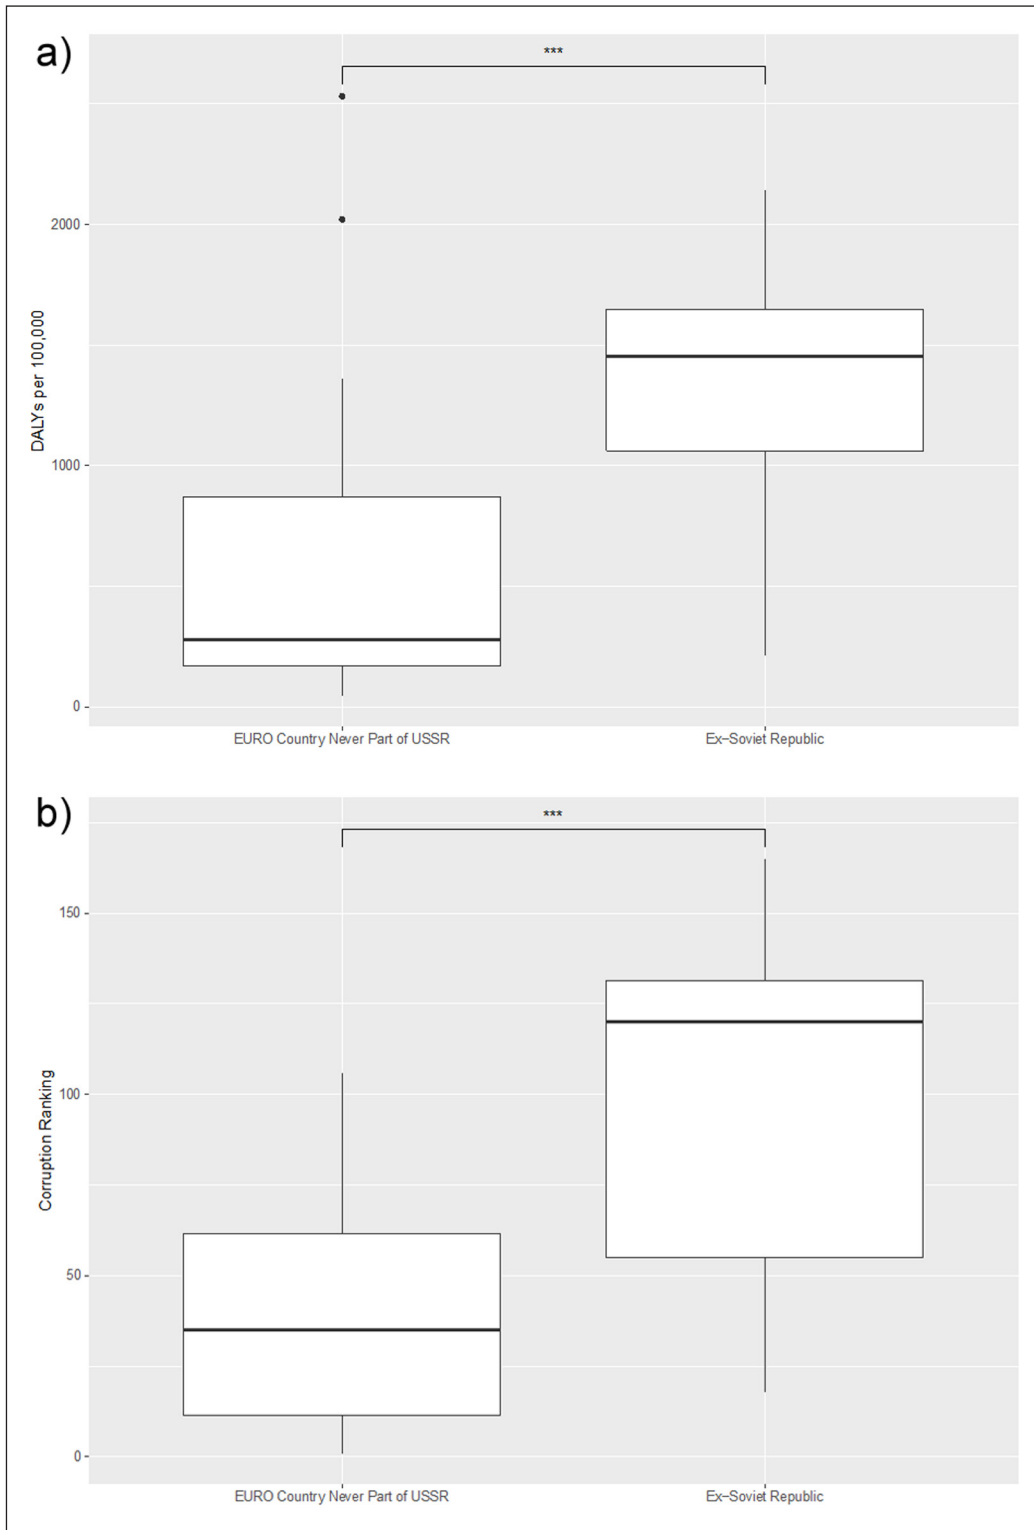 a)
***
2000
DALYs per 100,000
1000
0
EURO Country Never Part of USSR
Ex-Soviet Republic
b)
***
150
100
Corruption Ranking
50
0
EURO Country Never Part of USSR
Ex-Soviet Republic